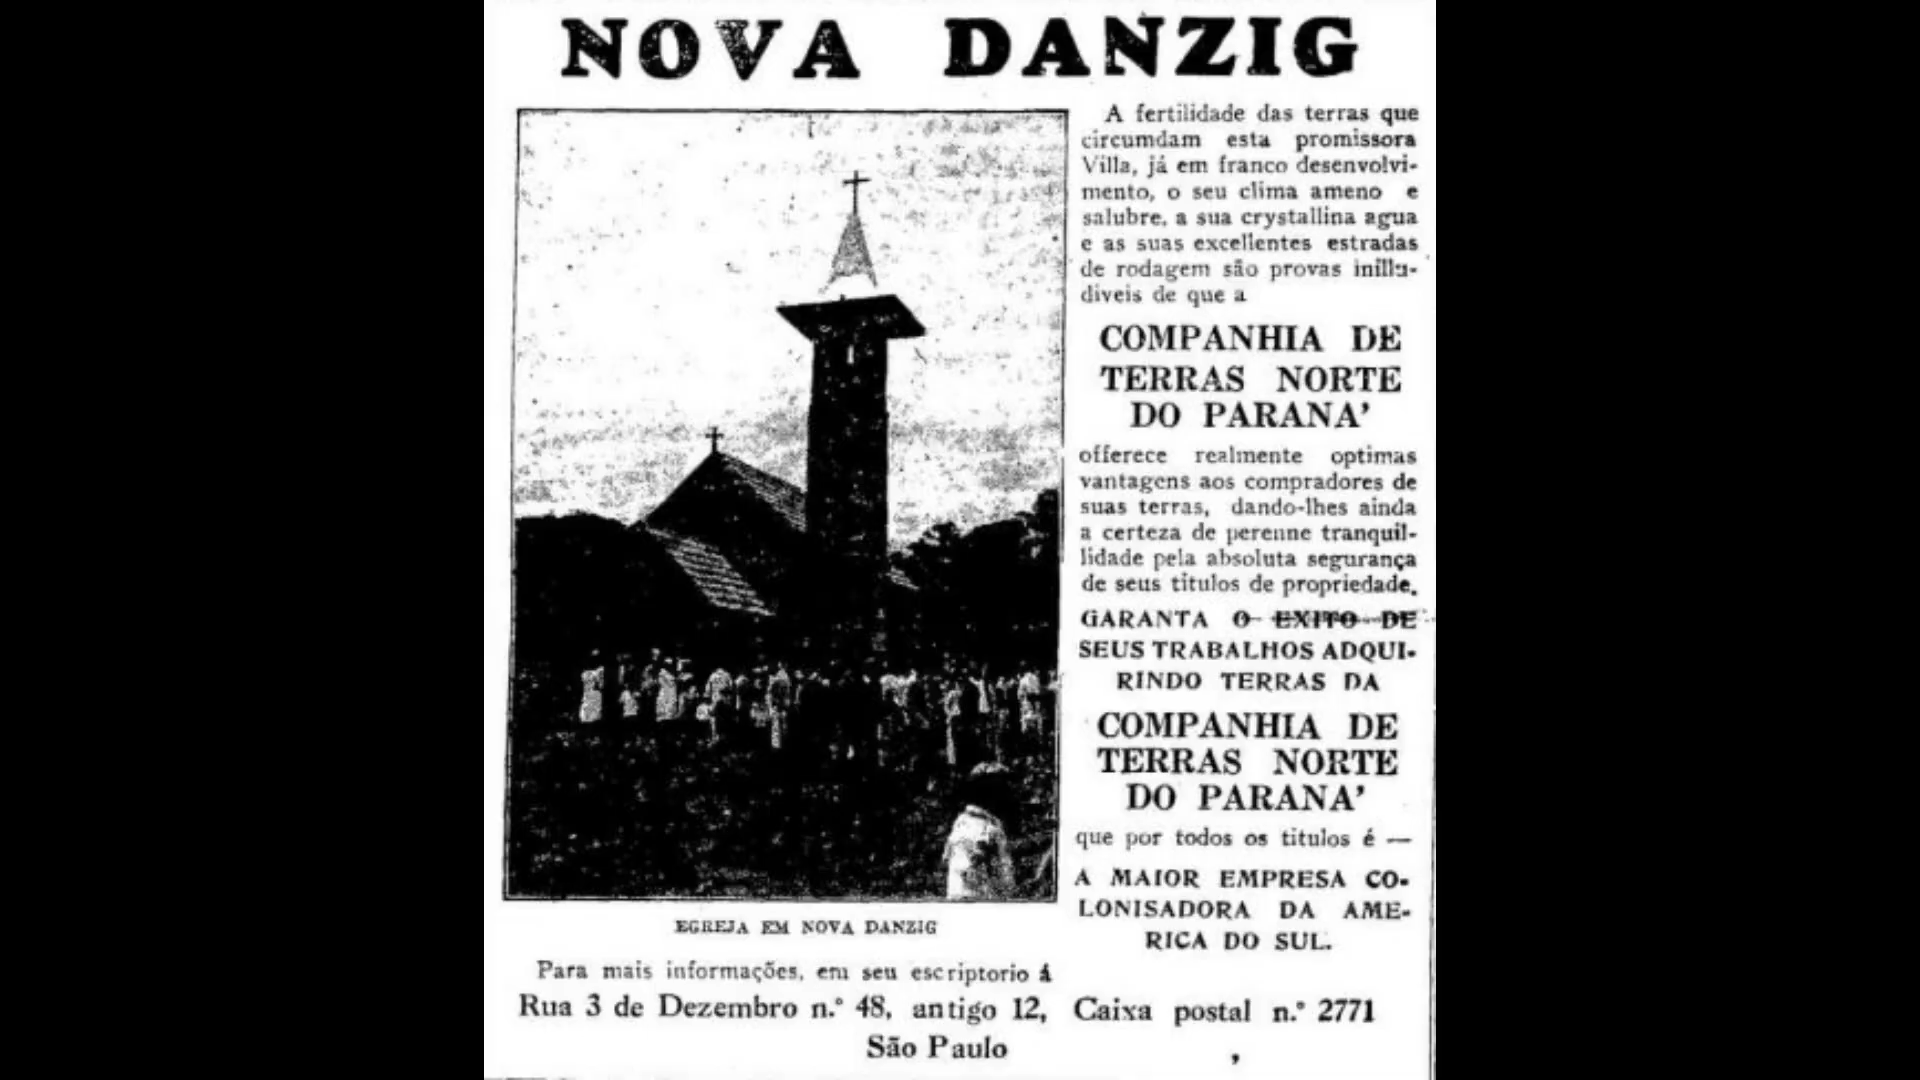 NOVA DANZIG
A fertilidade das terras que
circumdam esta promissora
Villa, já em franco desenvolvi-
mento, o seu clima ameno e
salubre, a sua crystallina agua
e as suas excellentes estradas
de rodagem são provas inillu-
diveis de que a
COMPANHIA DE
TERRAS NORTE
DO PARANA'
offerece realmente optimas
vantagens aos compradores de
suas terras, dando-lhes ainda
a certeza de perenne tranquil-
lidade pela absoluta segurança
de seus titulos de propriedade.
GARANTA O EXITO DE
SEUS TRABALHOS ADQUI-
RINDO TERRAS DA
COMPANHIA DE
TERRAS NORTE
DO PARANA'
que por todos os titulos é —
A MAIOR EMPRESA CO-
LONISADORA DA AME-
RICA DO SUL.
EGREJA EM NOVA DANZIG
Para mais informações, em seu escriptorio á
Rua 3 de Dezembro n.º 48, antigo 12, Caixa postal n.º 2771
São Paulo